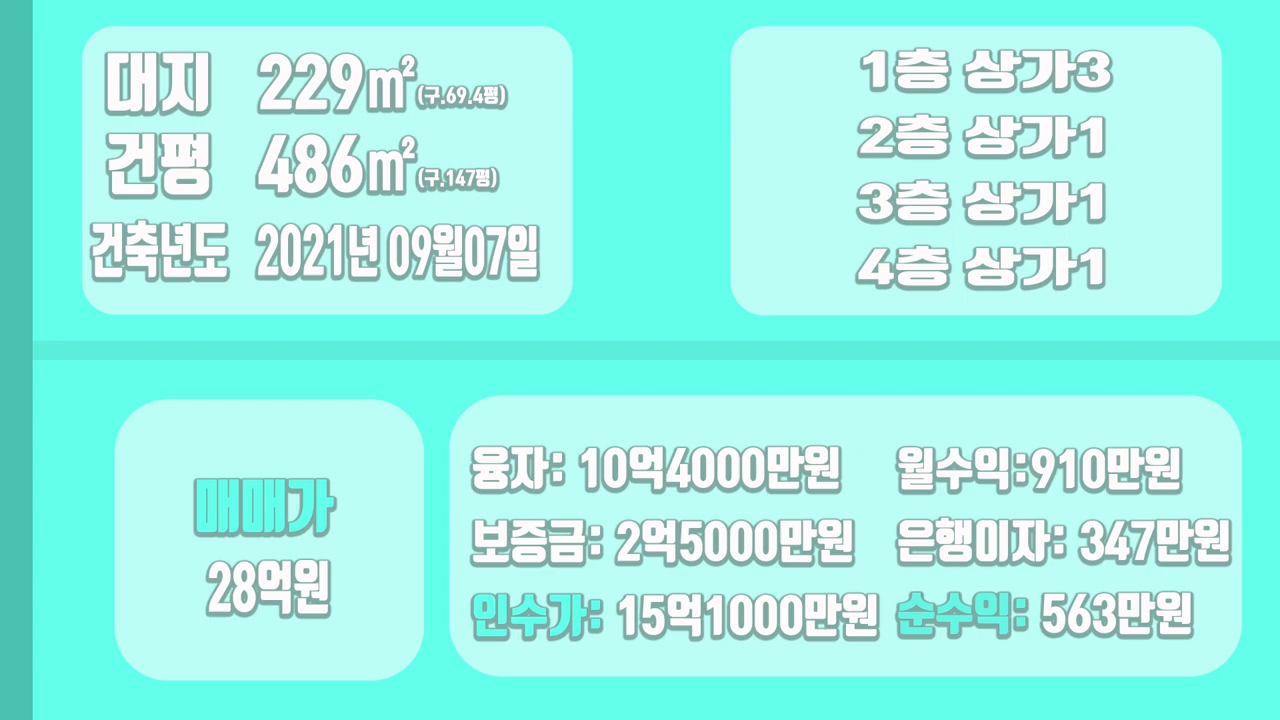 대지 229㎡(구.69.4평)
건평 486㎡(구.147평)
건축년도 2021년 09월07일
1층 상가3
2층 상가1
3층 상가1
4층 상가1
매매가
28억원
융자: 10억4000만원
보증금: 2억5000만원
인수가: 15억1000만원
월수익:910만원
은행이자: 347만원
순수익: 563만원